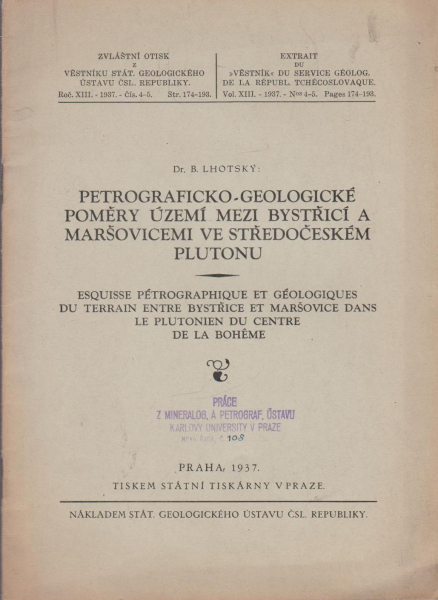 ZVLÁŠTNÍ OTISK
Z
VĚSTNÍKU STÁT. GEOLOGICKÉHO
ÚSTAVU ČSL. REPUBLIKY.
Roč. XIII. - 1937. - čís. 4-5. Str. 174-193.
EXTRAIT
DU
»VĚSTNÍK« DU SERVICE GÉOLOG.
DE LA RÉPUBL. TCHÉCOSLOVAQUE.
Vol. XIII. - 1937. - Nos 4-5. Pages 174-193.
Dr. B. LHOTSKÝ:
PETROGRAFICKO-GEOLOGICKÉ
POMĚRY ÚZEMÍ MEZI BYSTŘICÍ A
MARŠOVICEMI VE STŘEDOČESKÉM
PLUTONU
ESQUISSE PÉTROGRAPHIQUE ET GÉOLOGIQUES
DU TERRAIN ENTRE BYSTŘICE ET MARŠOVICE DANS
LE PLUTONIEN DU CENTRE
DE LA BOHÊME
PRÁCE
Z MINERALOG. A PETROGRAF. ÚSTAVU
KARLOVY UNIVERSITY V PRAZE
108
PRAHA, 1937.
TISKEM STÁTNÍ TISKÁRNY V PRAZE.
NÁKLADEM STÁT. GEOLOGICKÉHO ÚSTAVU ČSL. REPUBLIKY.